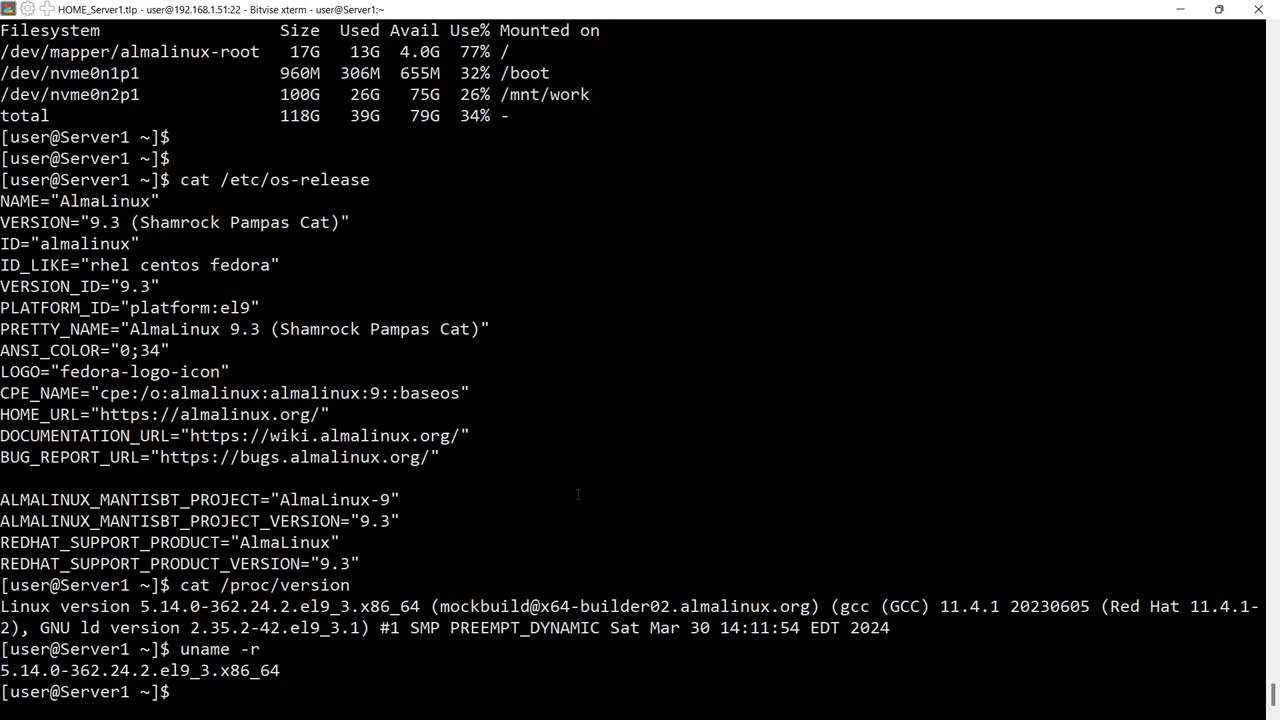 HOME_Server1.tlp - user@192.168.1.51:22 - Bitvise xterm - user@Server1:~
Filesystem                  Size  Used Avail Use% Mounted on
/dev/mapper/almalinux-root   17G   13G  4.0G  77% /
/dev/nvme0n1p1              960M  306M  655M  32% /boot
/dev/nvme0n2p1              100G   26G   75G  26% /mnt/work
total                       118G   39G   79G  34% -
[user@Server1 ~]$
[user@Server1 ~]$
[user@Server1 ~]$ cat /etc/os-release
NAME="AlmaLinux"
VERSION="9.3 (Shamrock Pampas Cat)"
ID="almalinux"
ID_LIKE="rhel centos fedora"
VERSION_ID="9.3"
PLATFORM_ID="platform:el9"
PRETTY_NAME="AlmaLinux 9.3 (Shamrock Pampas Cat)"
ANSI_COLOR="0;34"
LOGO="fedora-logo-icon"
CPE_NAME="cpe:/o:almalinux:almalinux:9::baseos"
HOME_URL="https://almalinux.org/"
DOCUMENTATION_URL="https://wiki.almalinux.org/"
BUG_REPORT_URL="https://bugs.almalinux.org/"

ALMALINUX_MANTISBT_PROJECT="AlmaLinux-9"
ALMALINUX_MANTISBT_PROJECT_VERSION="9.3"
REDHAT_SUPPORT_PRODUCT="AlmaLinux"
REDHAT_SUPPORT_PRODUCT_VERSION="9.3"
[user@Server1 ~]$ cat /proc/version
Linux version 5.14.0-362.24.2.el9_3.x86_64 (mockbuild@x64-builder02.almalinux.org) (gcc (GCC) 11.4.1 20230605 (Red Hat 11.4.1-
2), GNU ld version 2.35.2-42.el9_3.1) #1 SMP PREEMPT_DYNAMIC Sat Mar 30 14:11:54 EDT 2024
[user@Server1 ~]$ uname -r
5.14.0-362.24.2.el9_3.x86_64
[user@Server1 ~]$